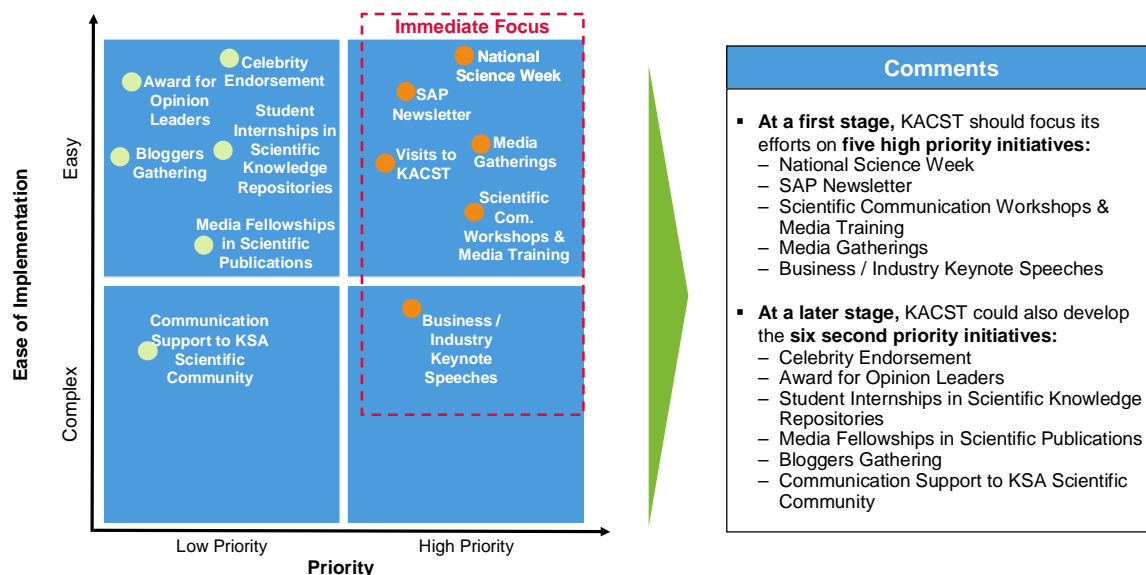 Immediate Focus
Celebrity
Endorsement
Award for
Opinion
Leaders
Student
Internships in
Scientific
Knowledge
Repositories
Bloggers
Gathering
Media Fellowships
in Scientific
Publications
National
Science Week
SAP
Newsletter
Media
Gatherings
Visits to
KACST
Scientific
Com.
Workshops &
Media Training
Communication
Support to KSA
Scientific
Community
Business /
Industry
Keynote
Speeches
Ease of Implementation
Easy
Complex
Low Priority
High Priority
Priority
Comments
▪ At a first stage, KACST should focus its
efforts on five high priority initiatives:
– National Science Week
– SAP Newsletter
– Scientific Communication Workshops &
Media Training
– Media Gatherings
– Business / Industry Keynote Speeches
▪ At a later stage, KACST could also develop
the six second priority initiatives:
– Celebrity Endorsement
– Award for Opinion Leaders
– Student Internships in Scientific Knowledge
Repositories
– Media Fellowships in Scientific Publications
– Bloggers Gathering
– Communication Support to KSA Scientific
Community